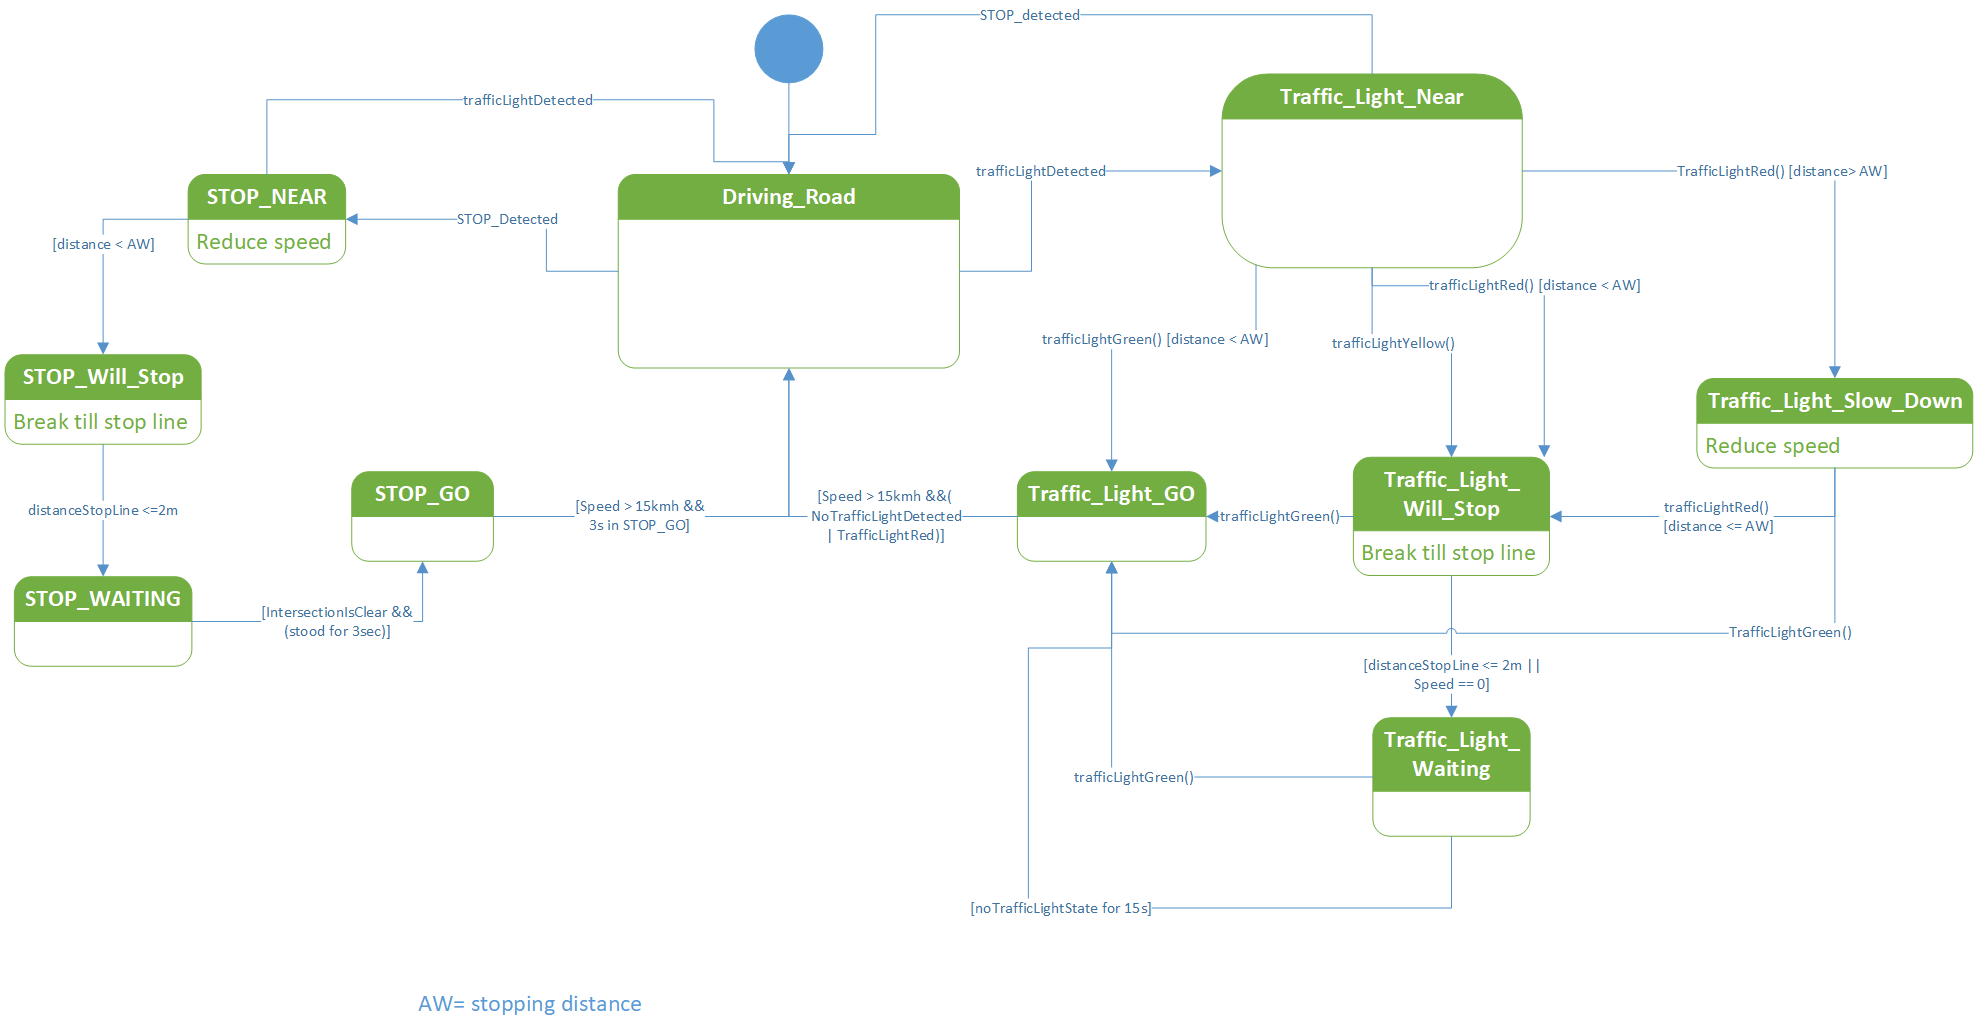 STOP_detected
trafficLightDetected
Traffic_Light_Near
trafficLightDetected
TrafficLightRed() [distance> AW]
STOP_NEAR
Reduce speed
Driving_Road
STOP_Detected
[distance < AW]
trafficLightRed() [distance < AW]
trafficLightGreen() [distance < AW]
trafficLightYellow()
STOP_Will_Stop
Break till stop line
Traffic_Light_Slow_Down
Reduce speed
distanceStopLine <=2m
STOP_GO
[Speed > 15kmh &&
3s in STOP_GO]
[Speed > 15kmh &&(
NoTrafficLightDetected
| TrafficLightRed)]
Traffic_Light_GO
trafficLightGreen()
Traffic_Light_
Will_Stop
Break till stop line
trafficLightRed()
[distance <= AW]
STOP_WAITING
[IntersectionIsClear &&
(stood for 3sec)]
TrafficLightGreen()
[distanceStopLine <= 2m ||
Speed == 0]
Traffic_Light_
Waiting
trafficLightGreen()
[noTrafficLightState for 15s]
AW= stopping distance